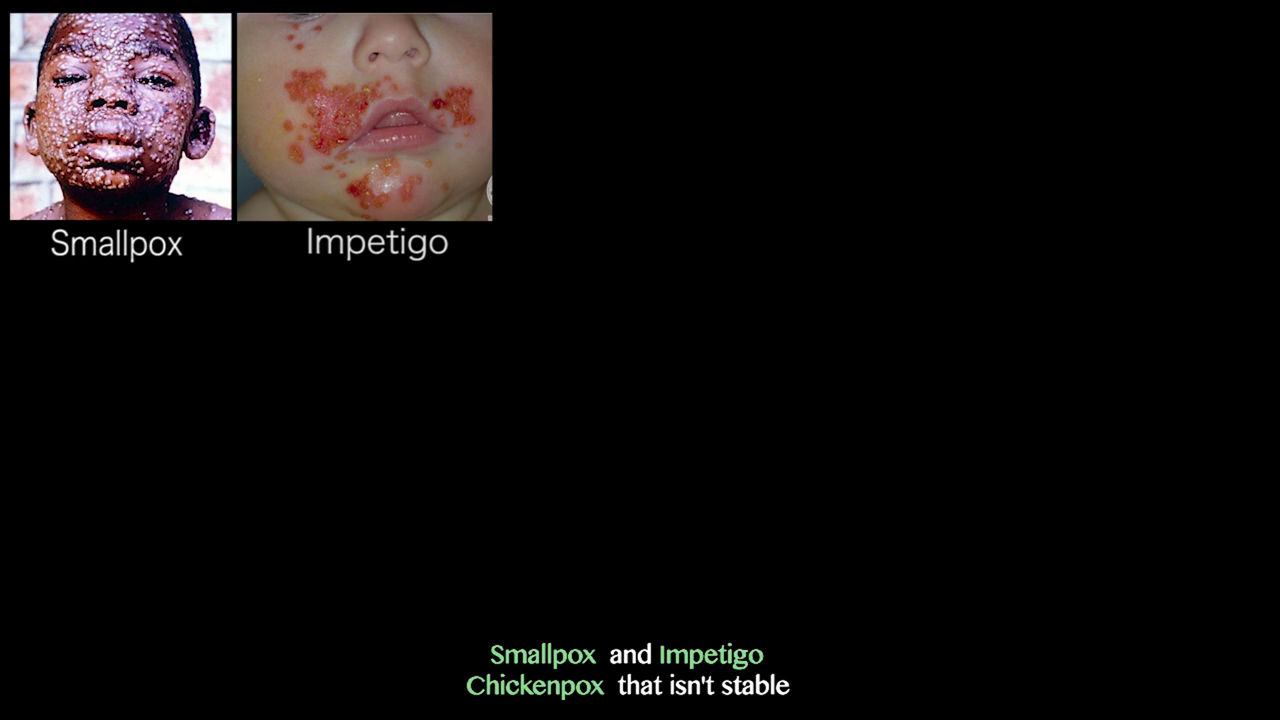 Smallpox
Impetigo
Smallpox and Impetigo
Chickenpox that isn't stable